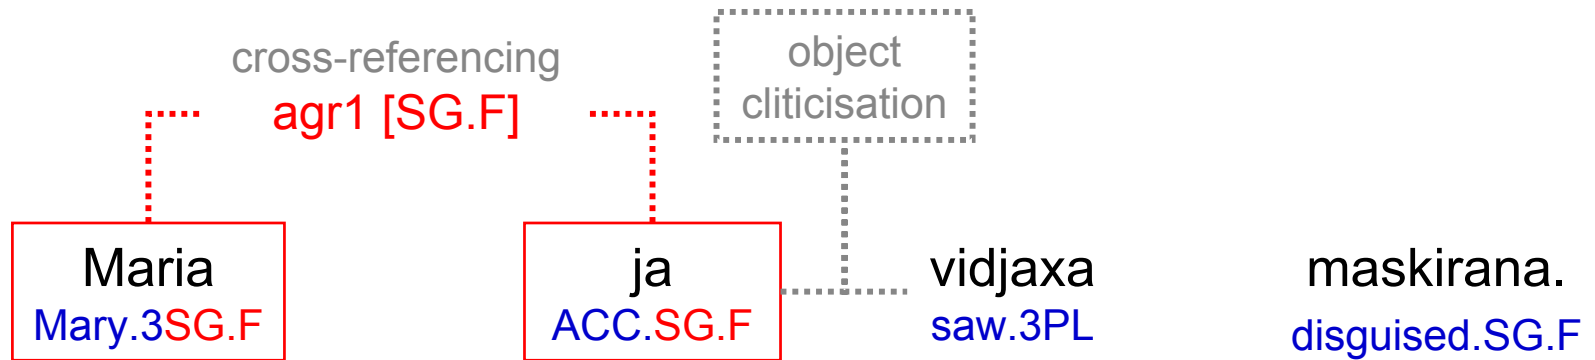 cross-referencing
agr1 [SG.F]
object
cliticisation
Maria ja vidjaxa maskirana.
Mary.3SG.F ACC.SG.F saw.3PL disguised.SG.F